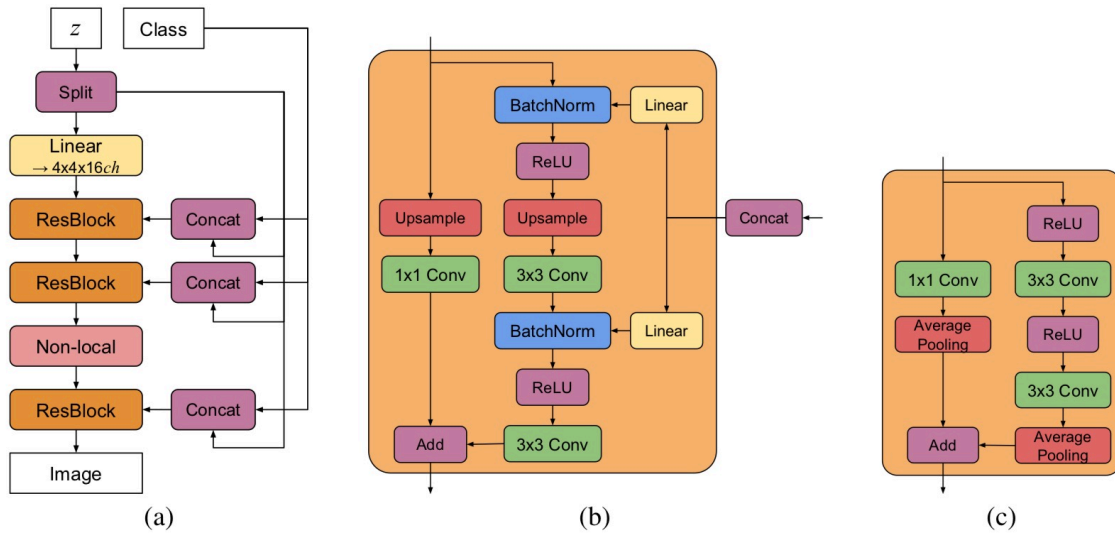 z
Class
Split
Linear
→ 4x4x16ch
ResBlock
Concat
ResBlock
Concat
Non-local
ResBlock
Concat
Image
(a)
BatchNorm
Linear
ReLU
Upsample
Upsample
Concat
1x1 Conv
3x3 Conv
BatchNorm
Linear
ReLU
Add
3x3 Conv
(b)
ReLU
1x1 Conv
3x3 Conv
Average
Pooling
ReLU
3x3 Conv
Add
Average
Pooling
(c)